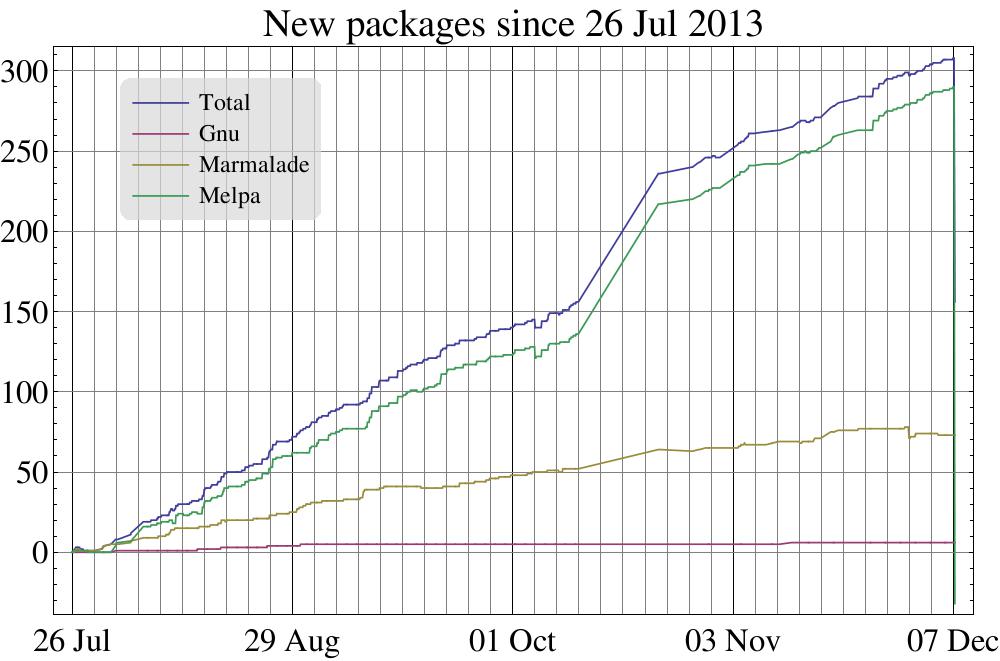 New packages since 26 Jul 2013
300
250
200
150
100
50
0
Total
Gnu
Marmalade
Melpa
26 Jul 29 Aug 01 Oct 03 Nov 07 Dec